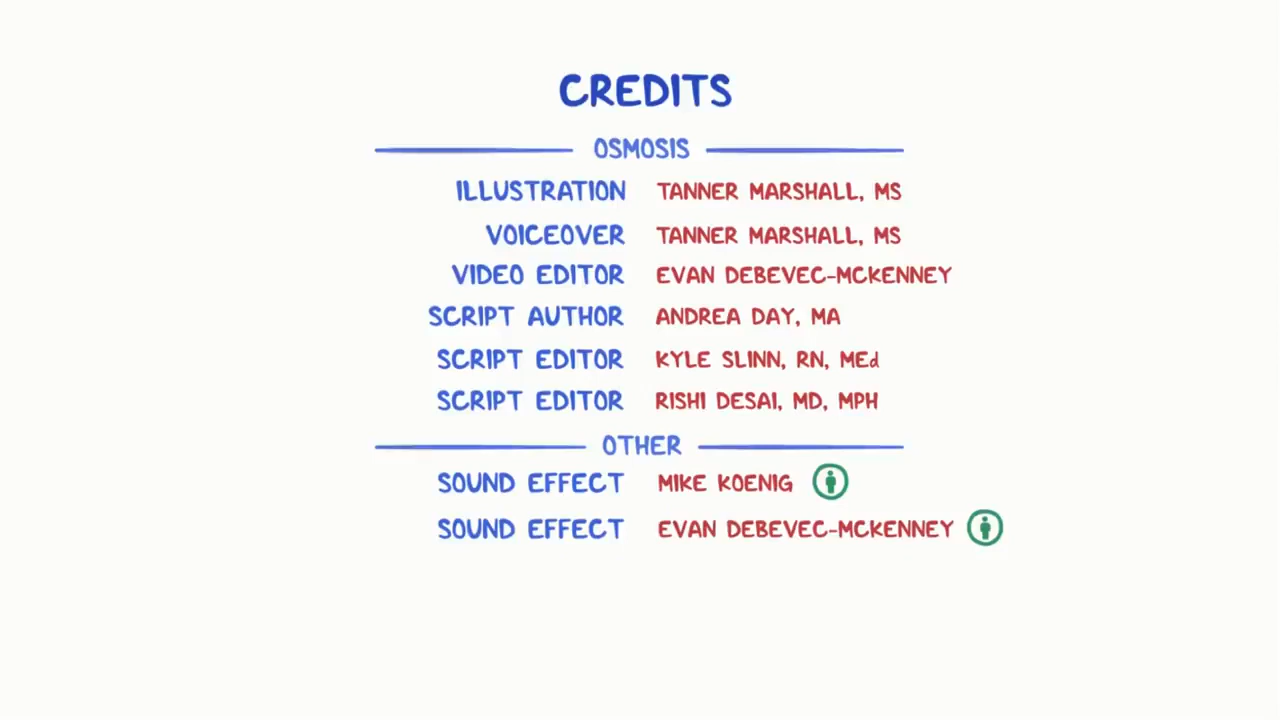 CREDITS
OSMOSIS
ILLUSTRATION TANNER MARSHALL, MS
VOICEOVER TANNER MARSHALL, MS
VIDEO EDITOR EVAN DEBEVEC-MCKENNEY
SCRIPT AUTHOR ANDREA DAY, MA
SCRIPT EDITOR KYLE SLINN, RN, MEd
SCRIPT EDITOR RISHI DESAI, MD, MPH
OTHER
SOUND EFFECT MIKE KOENIG
SOUND EFFECT EVAN DEBEVEC-MCKENNEY